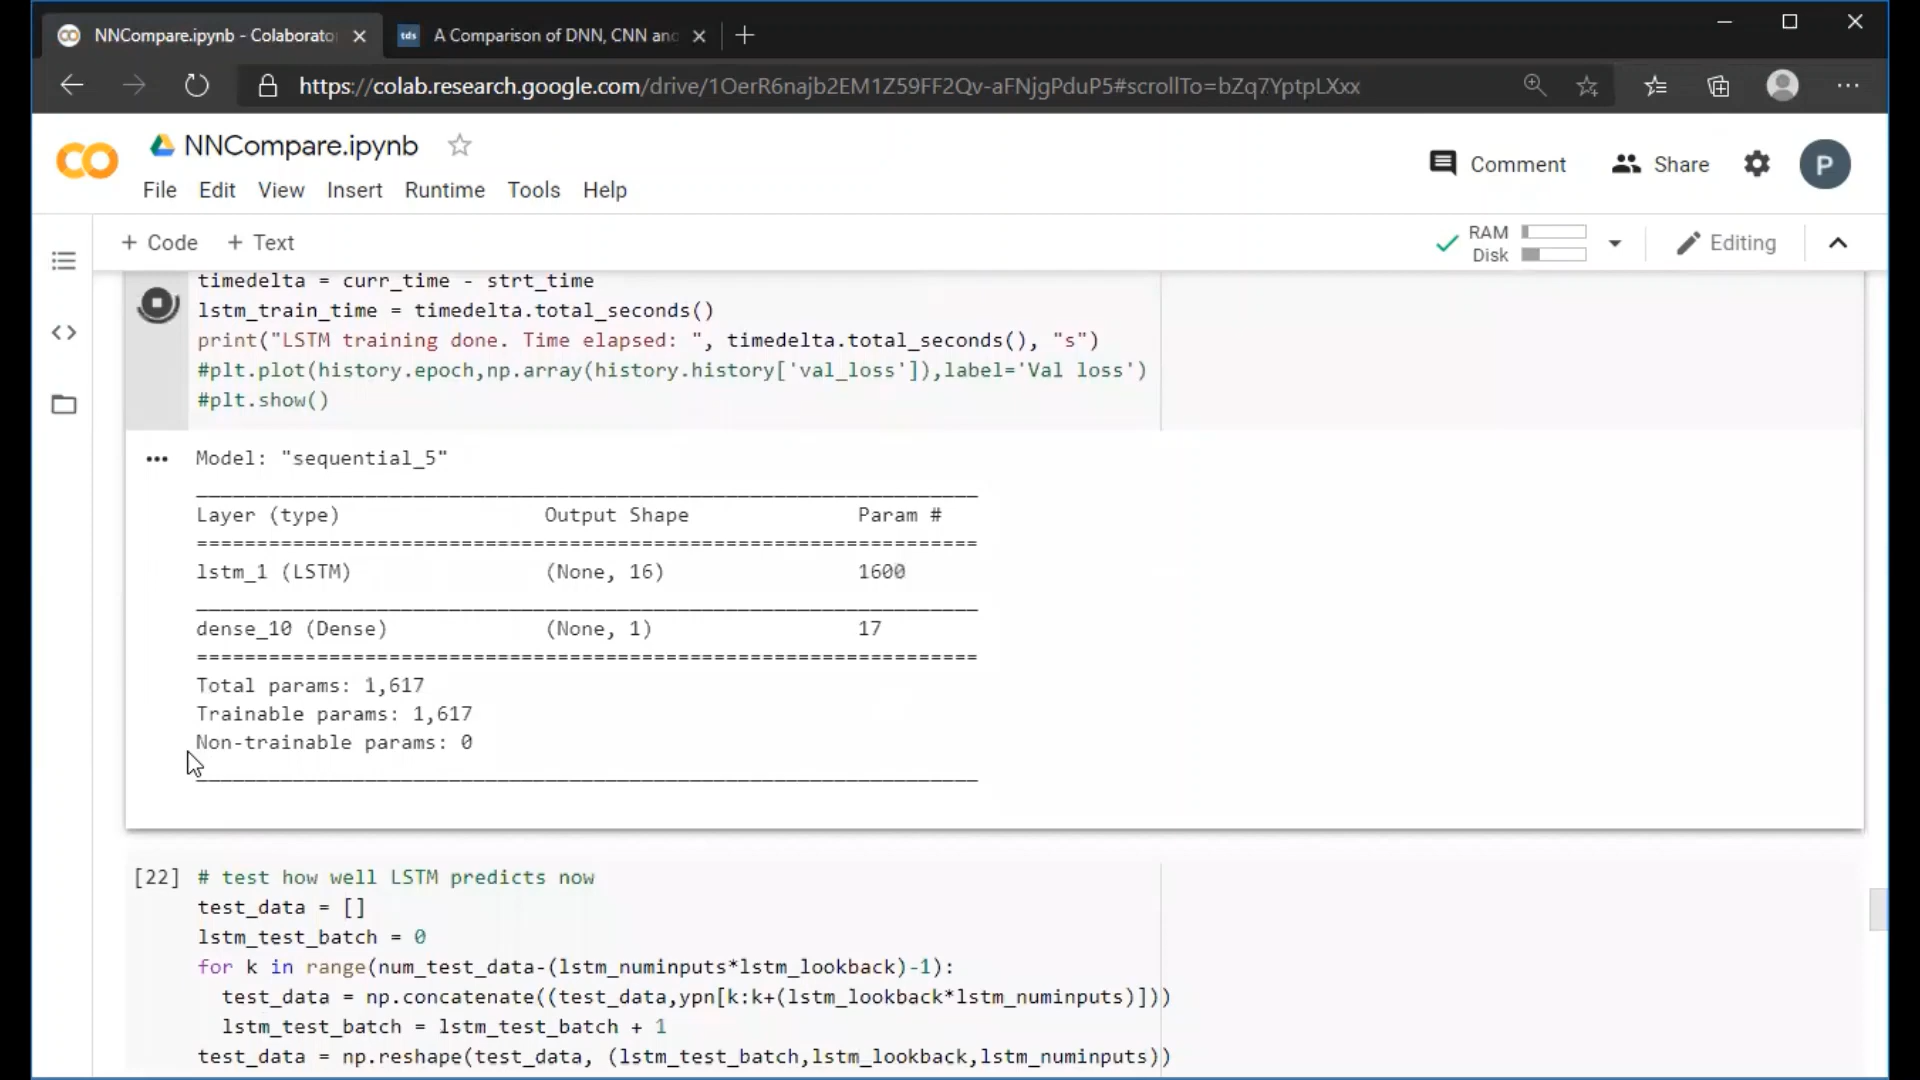 NNCompare.ipynb - Colaborato
tds A Comparison of DNN, CNN and
https://colab.research.google.com/drive/1OerR6najb2EM1Z59FF2Qv-aFNjgPduP5#scrollTo=bZq7YptpLXxx
CO NNCompare.ipynb
Comment Share P
File Edit View Insert Runtime Tools Help
+ Code + Text
RAM
Disk
Editing
timedelta = curr_time - strt_time
lstm_train_time = timedelta.total_seconds()
print("LSTM training done. Time elapsed: ", timedelta.total_seconds(), "s")
#plt.plot(history.epoch,np.array(history.history['val_loss']),label='Val loss')
#plt.show()
Model: "sequential_5"
_________________________________________________________________
Layer (type) Output Shape Param #
=================================================================
lstm_1 (LSTM) (None, 16) 1600
_________________________________________________________________
dense_10 (Dense) (None, 1) 17
=================================================================
Total params: 1,617
Trainable params: 1,617
Non-trainable params: 0
_________________________________________________________________
[22] # test how well LSTM predicts now
test_data = []
lstm_test_batch = 0
for k in range(num_test_data-(lstm_numinputs*lstm_lookback)-1):
test_data = np.concatenate((test_data,ypn[k:k+(lstm_lookback*lstm_numinputs)]))
lstm_test_batch = lstm_test_batch + 1
test_data = np.reshape(test_data, (lstm_test_batch,lstm_lookback,lstm_numinputs))